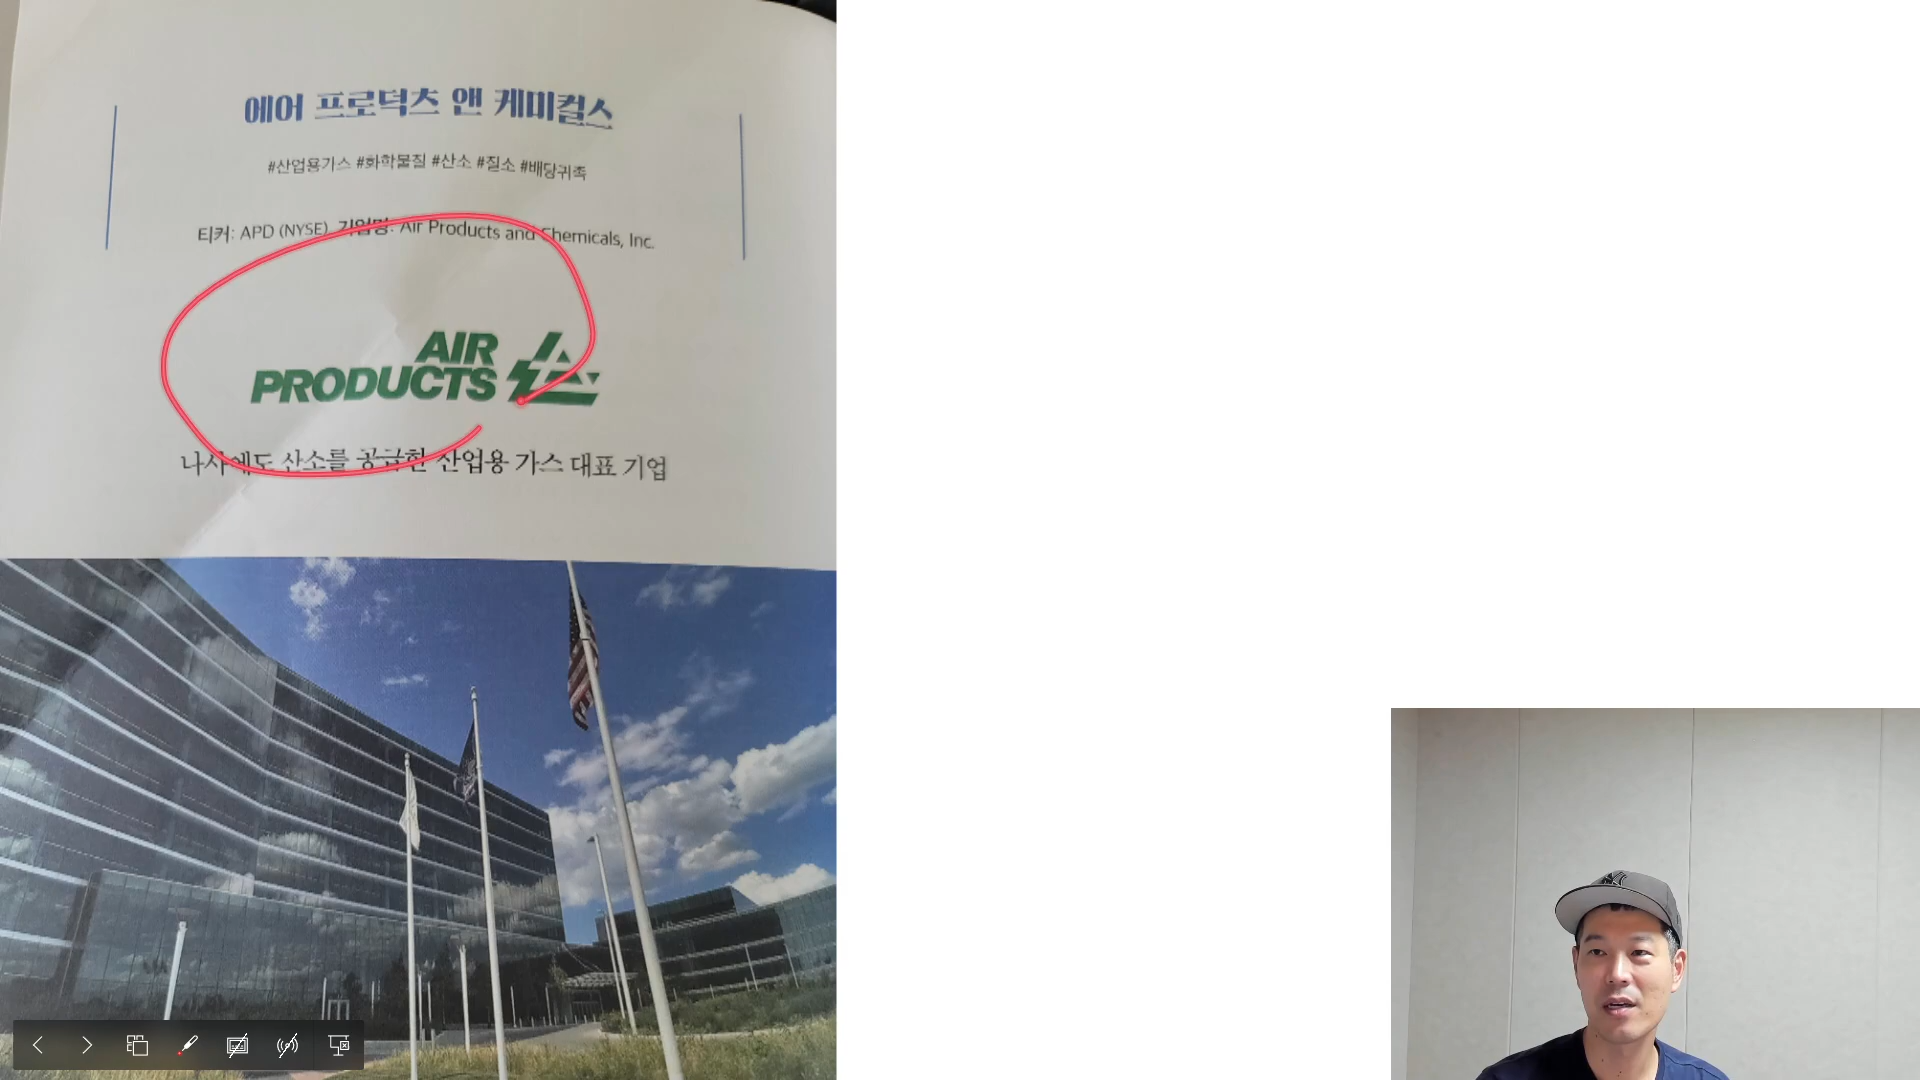 에어 프로덕츠 앤 케미컬스
#산업용가스 #화학물질 #산소 #질소 #배당귀족
티커: APD (NYSE) 기업명: Air Products and Chemicals, Inc.
AIR
PRODUCTS
나사에도 산소를 공급한 산업용 가스 대표 기업
NY